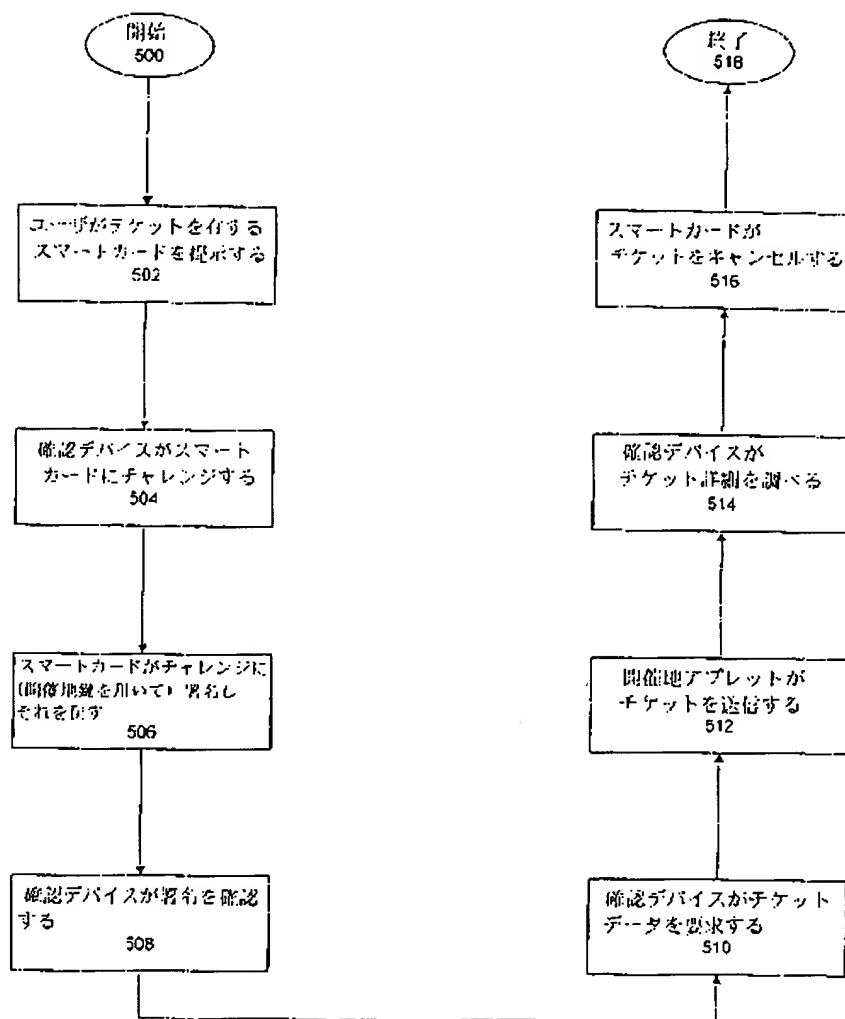 開始
500
ユーザがチケットを有する
スマートカードを提示する
502
確認デバイスがスマート
カードにチャレンジする
504
スマートカードがチャレンジに
(開催地鍵を用いて) 署名し
それを戻す
506
確認デバイスが署名を確認
する
508
確認デバイスがチケット
データを要求する
510
開催地アプレットが
チケットを送信する
512
確認デバイスが
チケット詳細を調べる
514
スマートカードが
チケットをキャンセルする
516
終了
518